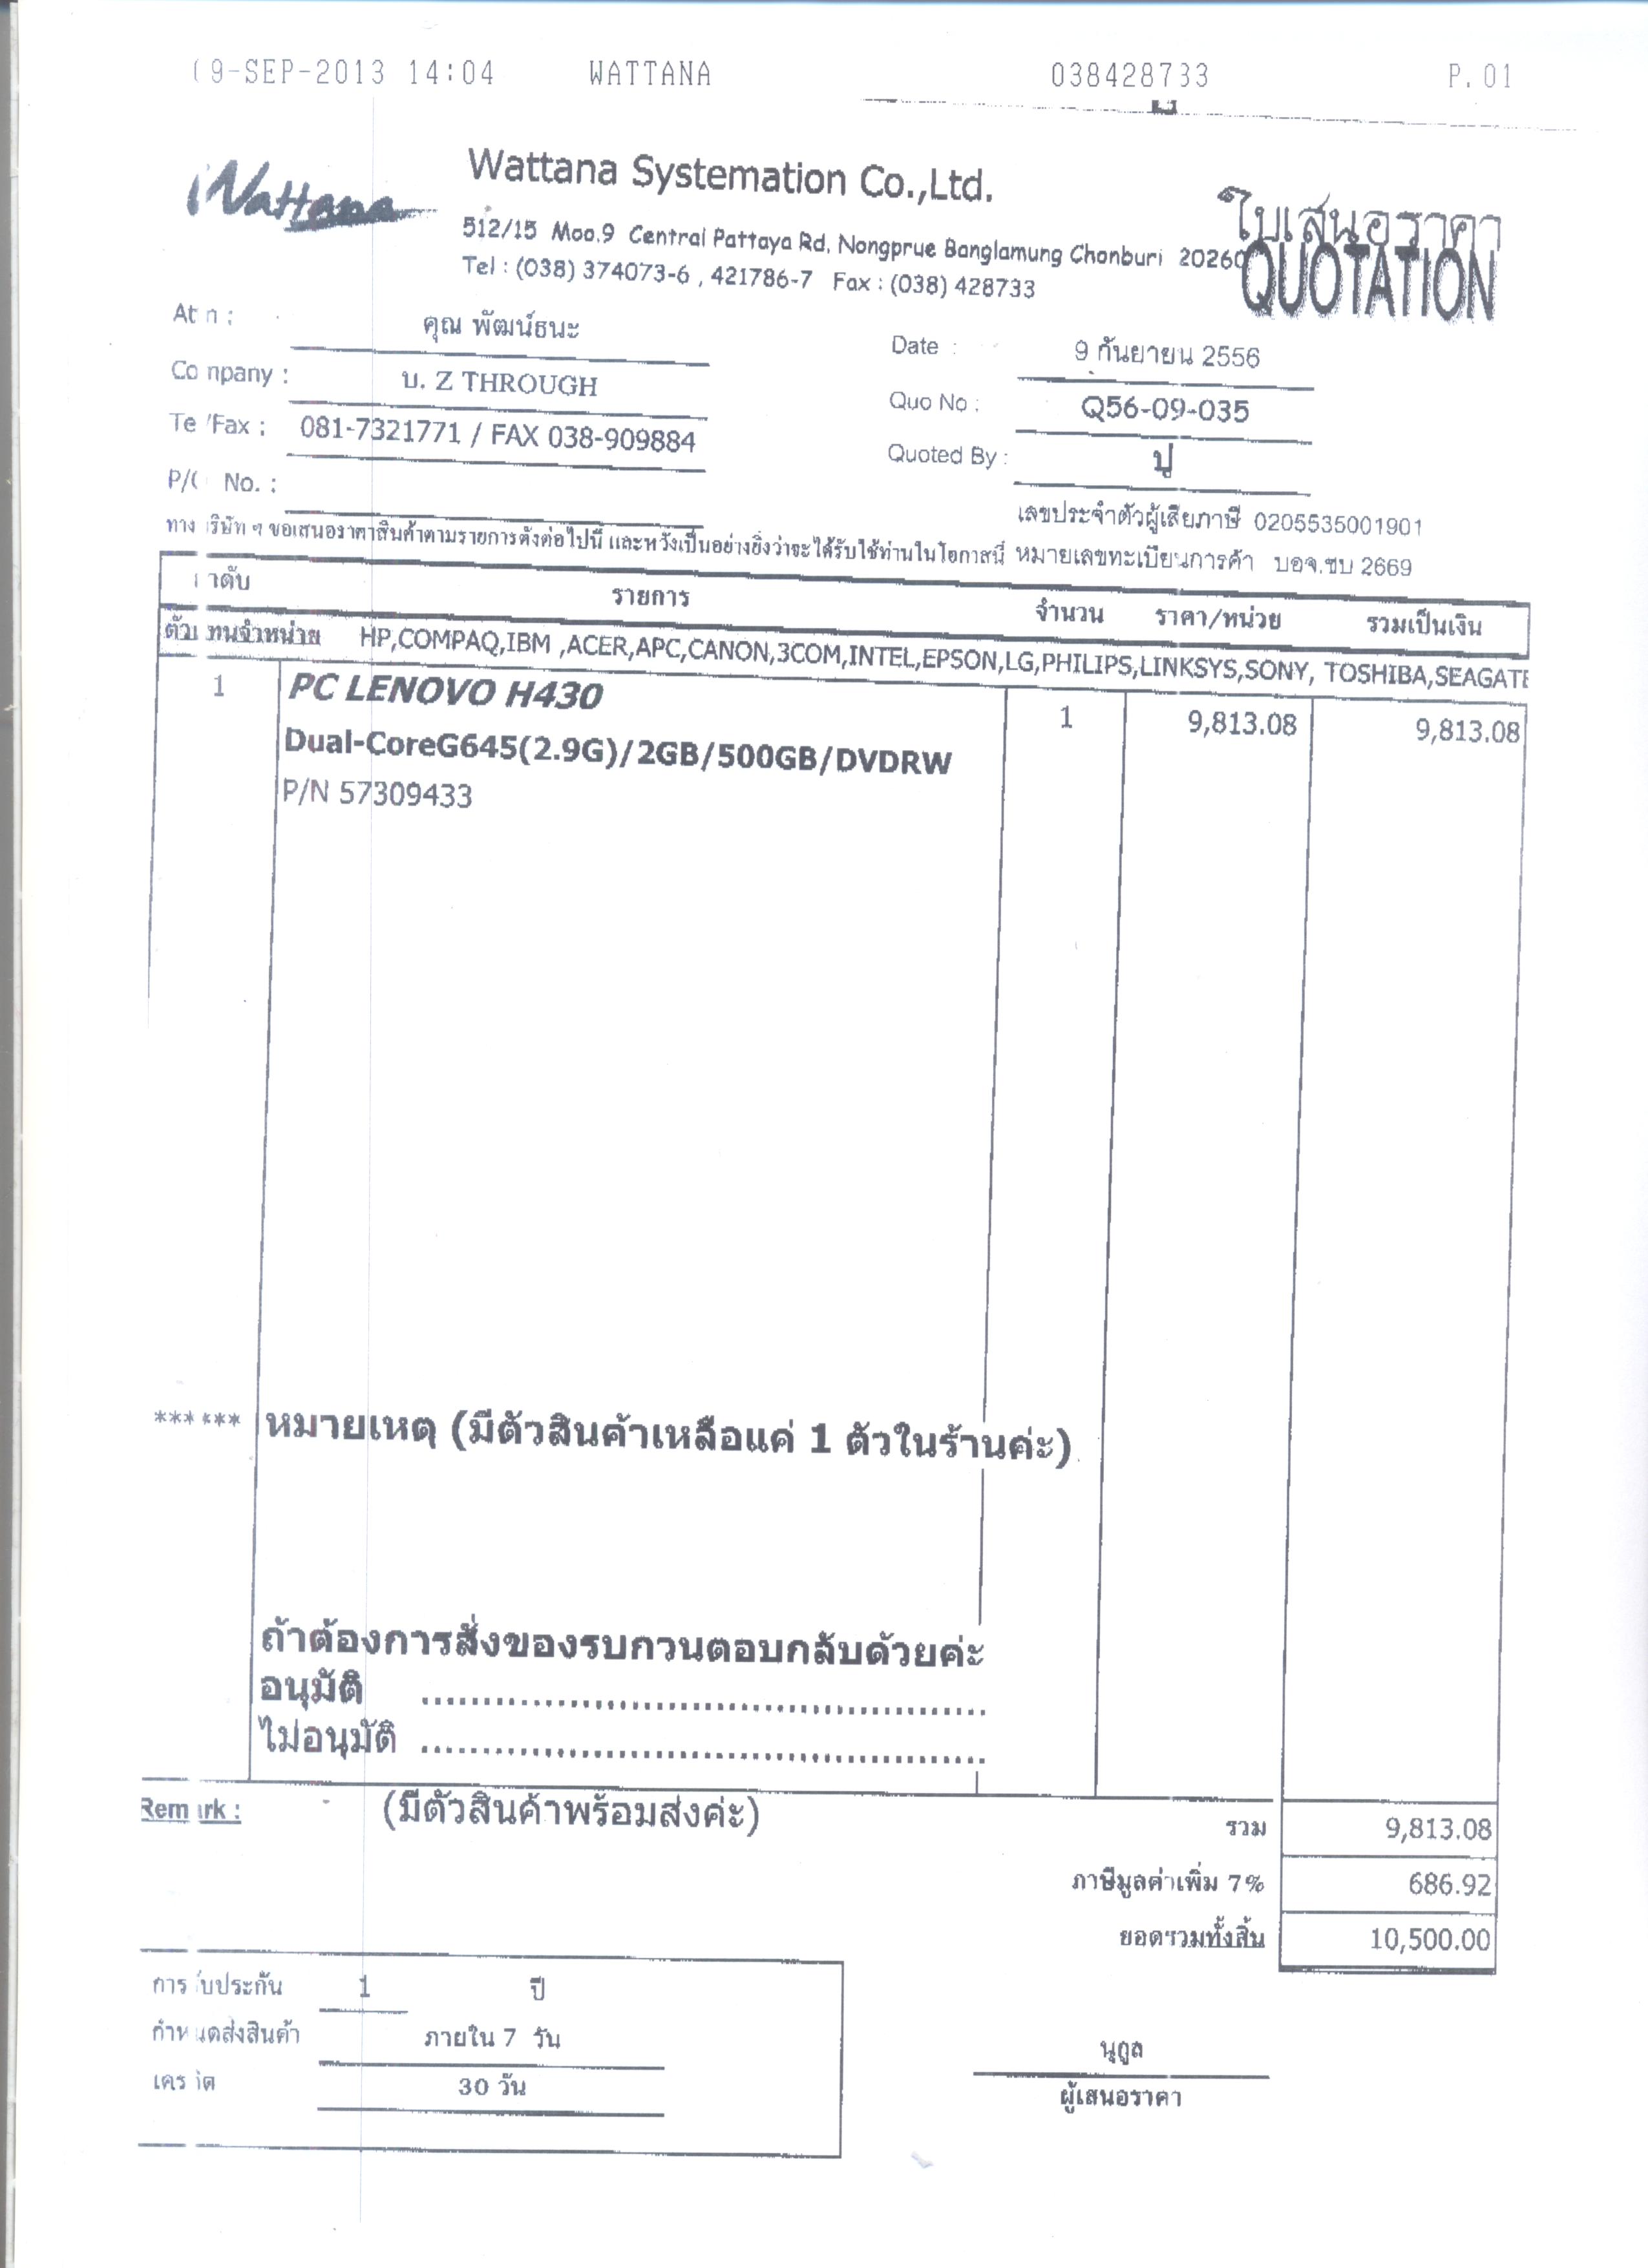 09-SEP-2013 14:04 WATTANA 038428733 P.01
Wattana
Wattana Systemation Co.,Ltd.
512/15 Moo.9 Central Pattaya Rd. Nongprue Banglamung Chonburi 20260
Tel : (038) 374073-6 , 421786-7 Fax : (038) 428733
ใบเสนอราคา
QUOTATION
Attn : คุณ พัฒน์ธนะ
Date : 9 กันยายน 2556
Company : บ. Z THROUGH
Quo No : Q56-09-035
Tel/Fax : 081-7321771 / FAX 038-909884
Quoted By : ปู
P/O No. :
เลขประจำตัวผู้เสียภาษี 0205535001901
ทางบริษัท ฯ ขอเสนอราคาสินค้าตามรายการดังต่อไปนี้ และหวังเป็นอย่างยิ่งว่าจะได้รับใช้ท่านในโอกาสนี้ หมายเลขทะเบียนการค้า บอจ.ชบ 2669
ลำดับ รายการ จำนวน ราคา/หน่วย รวมเป็นเงิน
ตัวแทนจำหน่าย HP,COMPAQ,IBM ,ACER,APC,CANON,3COM,INTEL,EPSON,LG,PHILIPS,LINKSYS,SONY, TOSHIBA,SEAGATE
1 PC LENOVO H430 1 9,813.08 9,813.08
Dual-CoreG645(2.9G)/2GB/500GB/DVDRW
P/N 57309433
****** หมายเหตุ (มีตัวสินค้าเหลือแค่ 1 ตัวในร้านค่ะ)
ถ้าต้องการสั่งของรบกวนตอบกลับด้วยค่ะ
อนุมัติ ..............................................
ไม่อนุมัติ ..............................................
Remark : (มีตัวสินค้าพร้อมส่งค่ะ)
รวม 9,813.08
ภาษีมูลค่าเพิ่ม 7% 686.92
ยอดรวมทั้งสิ้น 10,500.00
การรับประกัน 1 ปี
กำหนดส่งสินค้า ภายใน 7 วัน
เครดิต 30 วัน
นุกูล
ผู้เสนอราคา